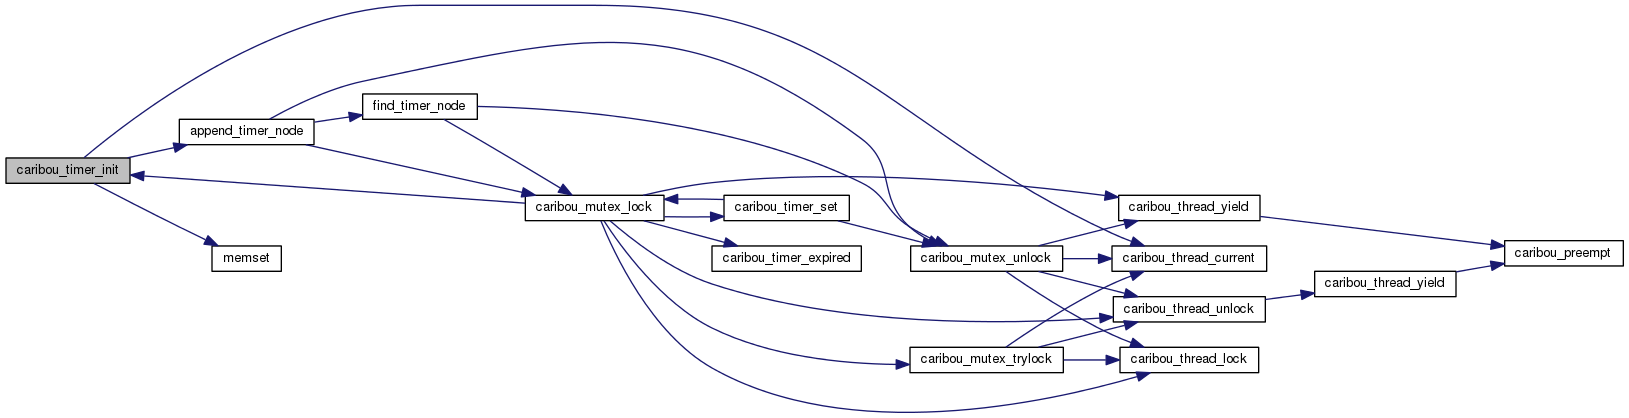 caribou_timer_init
append_timer_node
memset
find_timer_node
caribou_mutex_lock
caribou_timer_set
caribou_timer_expired
caribou_mutex_unlock
caribou_mutex_trylock
caribou_thread_yield
caribou_thread_current
caribou_thread_unlock
caribou_thread_lock
caribou_thread_yield
caribou_preempt